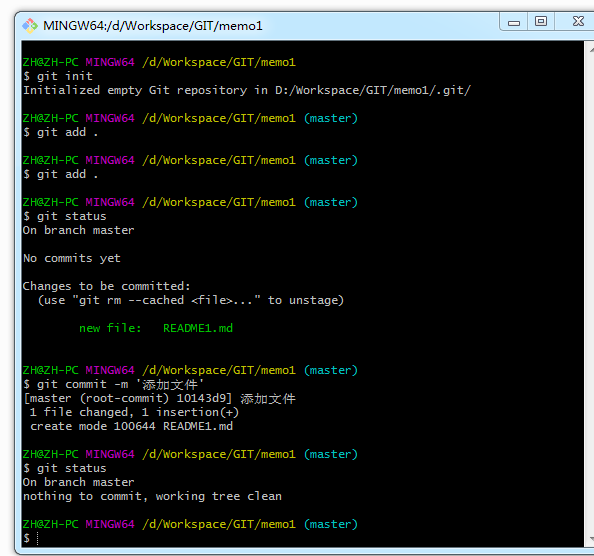 MINGW64:/d/Workspace/GIT/memo1
ZH@ZH-PC MINGW64 /d/Workspace/GIT/memo1
$ git init
Initialized empty Git repository in D:/Workspace/GIT/memo1/.git/
ZH@ZH-PC MINGW64 /d/Workspace/GIT/memo1 (master)
$ git add .
ZH@ZH-PC MINGW64 /d/Workspace/GIT/memo1 (master)
$ git add .
ZH@ZH-PC MINGW64 /d/Workspace/GIT/memo1 (master)
$ git status
On branch master
No commits yet
Changes to be committed:
  (use "git rm --cached <file>..." to unstage)
        new file:   README1.md
ZH@ZH-PC MINGW64 /d/Workspace/GIT/memo1 (master)
$ git commit -m '添加文件'
[master (root-commit) 10143d9] 添加文件
 1 file changed, 1 insertion(+)
 create mode 100644 README1.md
ZH@ZH-PC MINGW64 /d/Workspace/GIT/memo1 (master)
$ git status
On branch master
nothing to commit, working tree clean
ZH@ZH-PC MINGW64 /d/Workspace/GIT/memo1 (master)
$